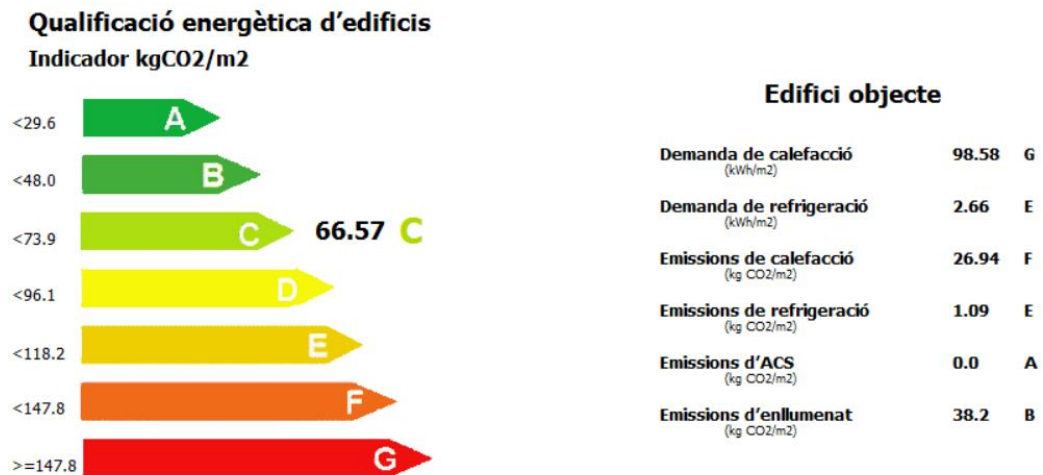 Qualificació energètica d'edificis
Indicador kgCO2/m2
<29.6 A
<48.0 B
<73.9 C 66.57 C
<96.1 D
<118.2 E
<147.8 F
>=147.8 G
Edifici objecte
Demanda de calefacció 98.58 G
(kWh/m2)
Demanda de refrigeració 2.66 E
(kWh/m2)
Emissions de calefacció 26.94 F
(kg CO2/m2)
Emissions de refrigeració 1.09 E
(kg CO2/m2)
Emissions d'ACS 0.0 A
(kg CO2/m2)
Emissions d'enllumenat 38.2 B
(kg CO2/m2)